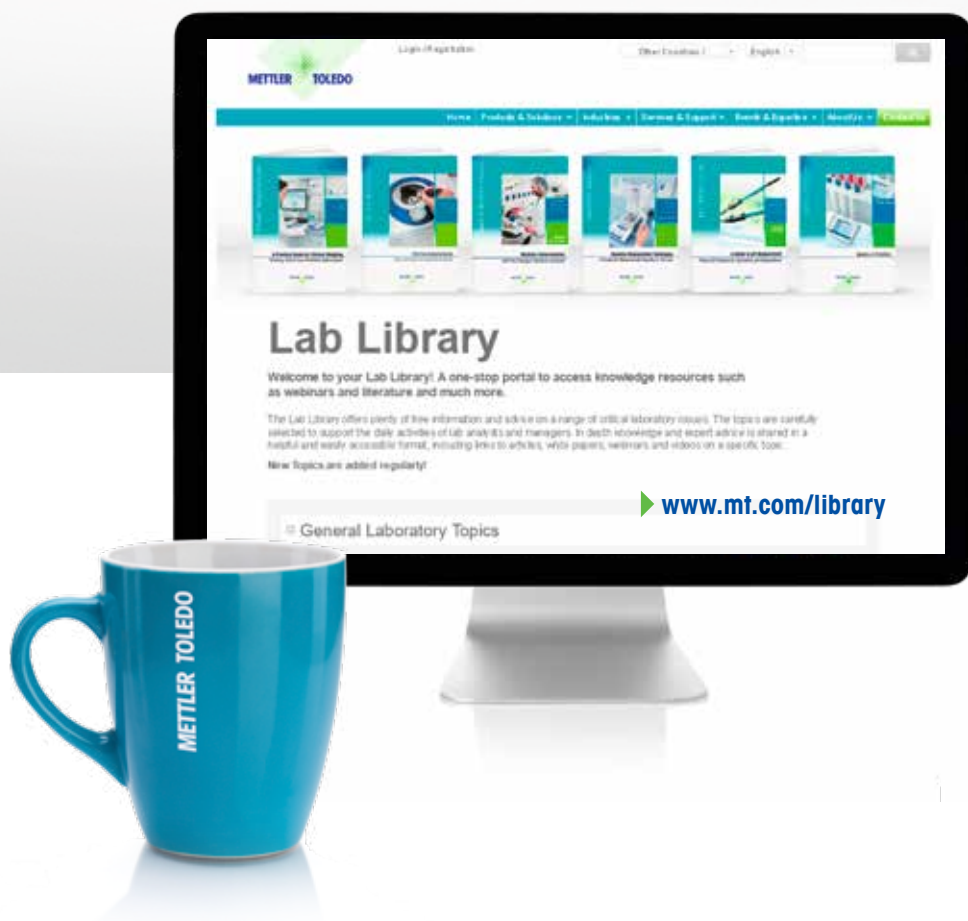 Login / Registration
Other Countries / English
METTLER TOLEDO
Home Products & Solutions Industries Service & Support Events & Expertise About Us Contact Us
Lab Library
Welcome to your Lab Library! A one-stop portal to access knowledge resources such
as webinars and literature and much more.
The Lab Library offers plenty of free information and advice on a range of critical laboratory issues. The topics are carefully
selected to support the daily activities of lab analysts and managers. In depth knowledge and expert advice is shared in a
helpful and easily accessible format, including links to articles, white papers, webinars and videos on a specific topic.
New Topics are added regularly!
www.mt.com/library
General Laboratory Topics
METTLER TOLEDO